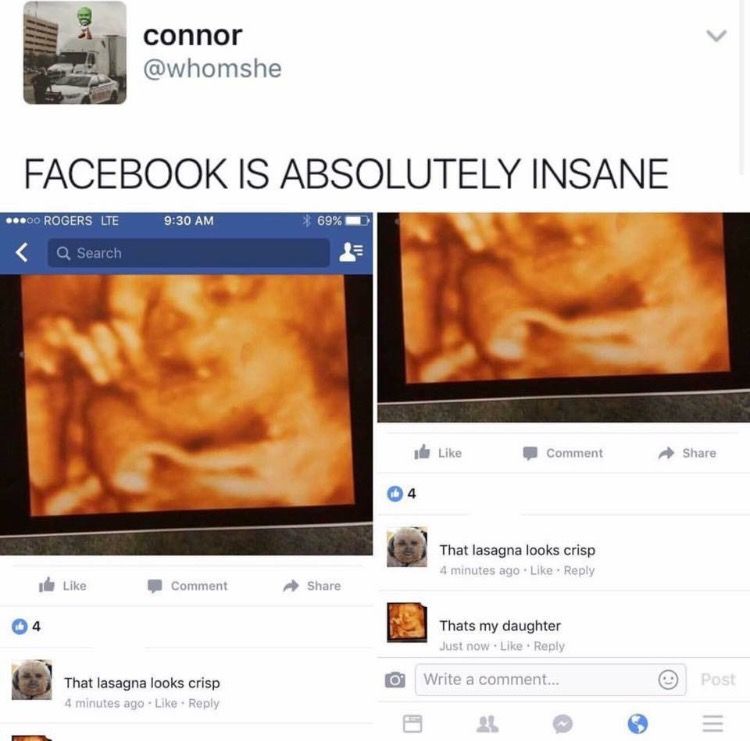 connor
@whomshe
FACEBOOK IS ABSOLUTELY INSANE
ROGERS LTE 9:30 AM 69%
Search
Like Comment Share
4
That lasagna looks crisp
4 minutes ago · Like · Reply
Like Comment Share
4
That lasagna looks crisp
4 minutes ago · Like · Reply
Thats my daughter
Just now · Like · Reply
Write a comment... Post